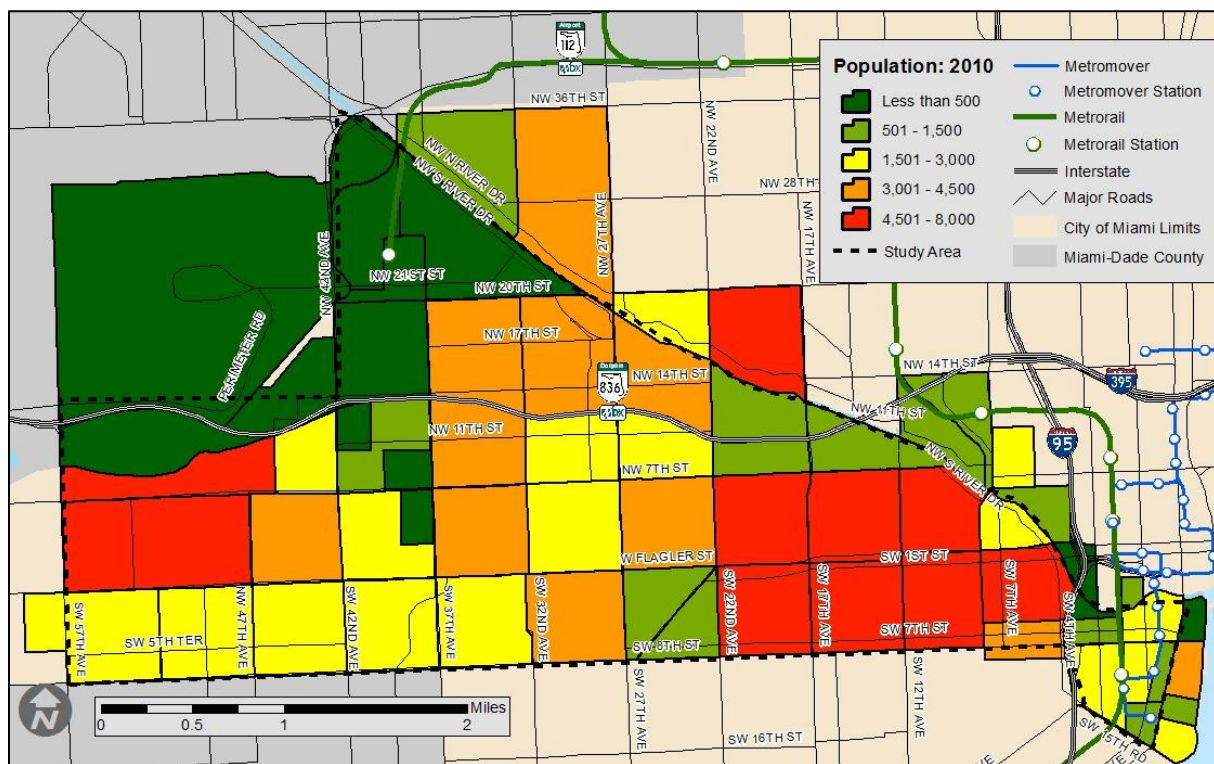 Airport
112
NW 36TH ST
NW N RIVER DR
NW S RIVER DR
NW 22ND AVE
NW 28TH
NW 27TH AVE
NW 17TH AVE
NW 42ND AVE
NW 21ST ST
NW 20TH ST
PERIMETER RD
NW 17TH ST
Dolphin
836
NW 14TH ST
NW 14TH ST
395
NW 11TH ST
NW 11TH ST
95
NW 7TH ST
NW S RIVER DR
W FLAGLER ST
SW 1ST ST
SW 57TH AVE
NW 47TH AVE
SW 42ND AVE
SW 37TH AVE
SW 32ND AVE
SW 22ND AVE
SW 17TH AVE
SW 7TH AVE
SW 4TH AVE
SW 5TH TER
SW 7TH ST
SW 8TH ST
SW 27TH AVE
SW 12TH AVE
SW 16TH ST
SW 15TH RD
Population: 2010
Less than 500
501 - 1,500
1,501 - 3,000
3,001 - 4,500
4,501 - 8,000
Study Area
Metromover
Metromover Station
Metrorail
Metrorail Station
Interstate
Major Roads
City of Miami Limits
Miami-Dade County
N
Miles
0 0.5 1 2